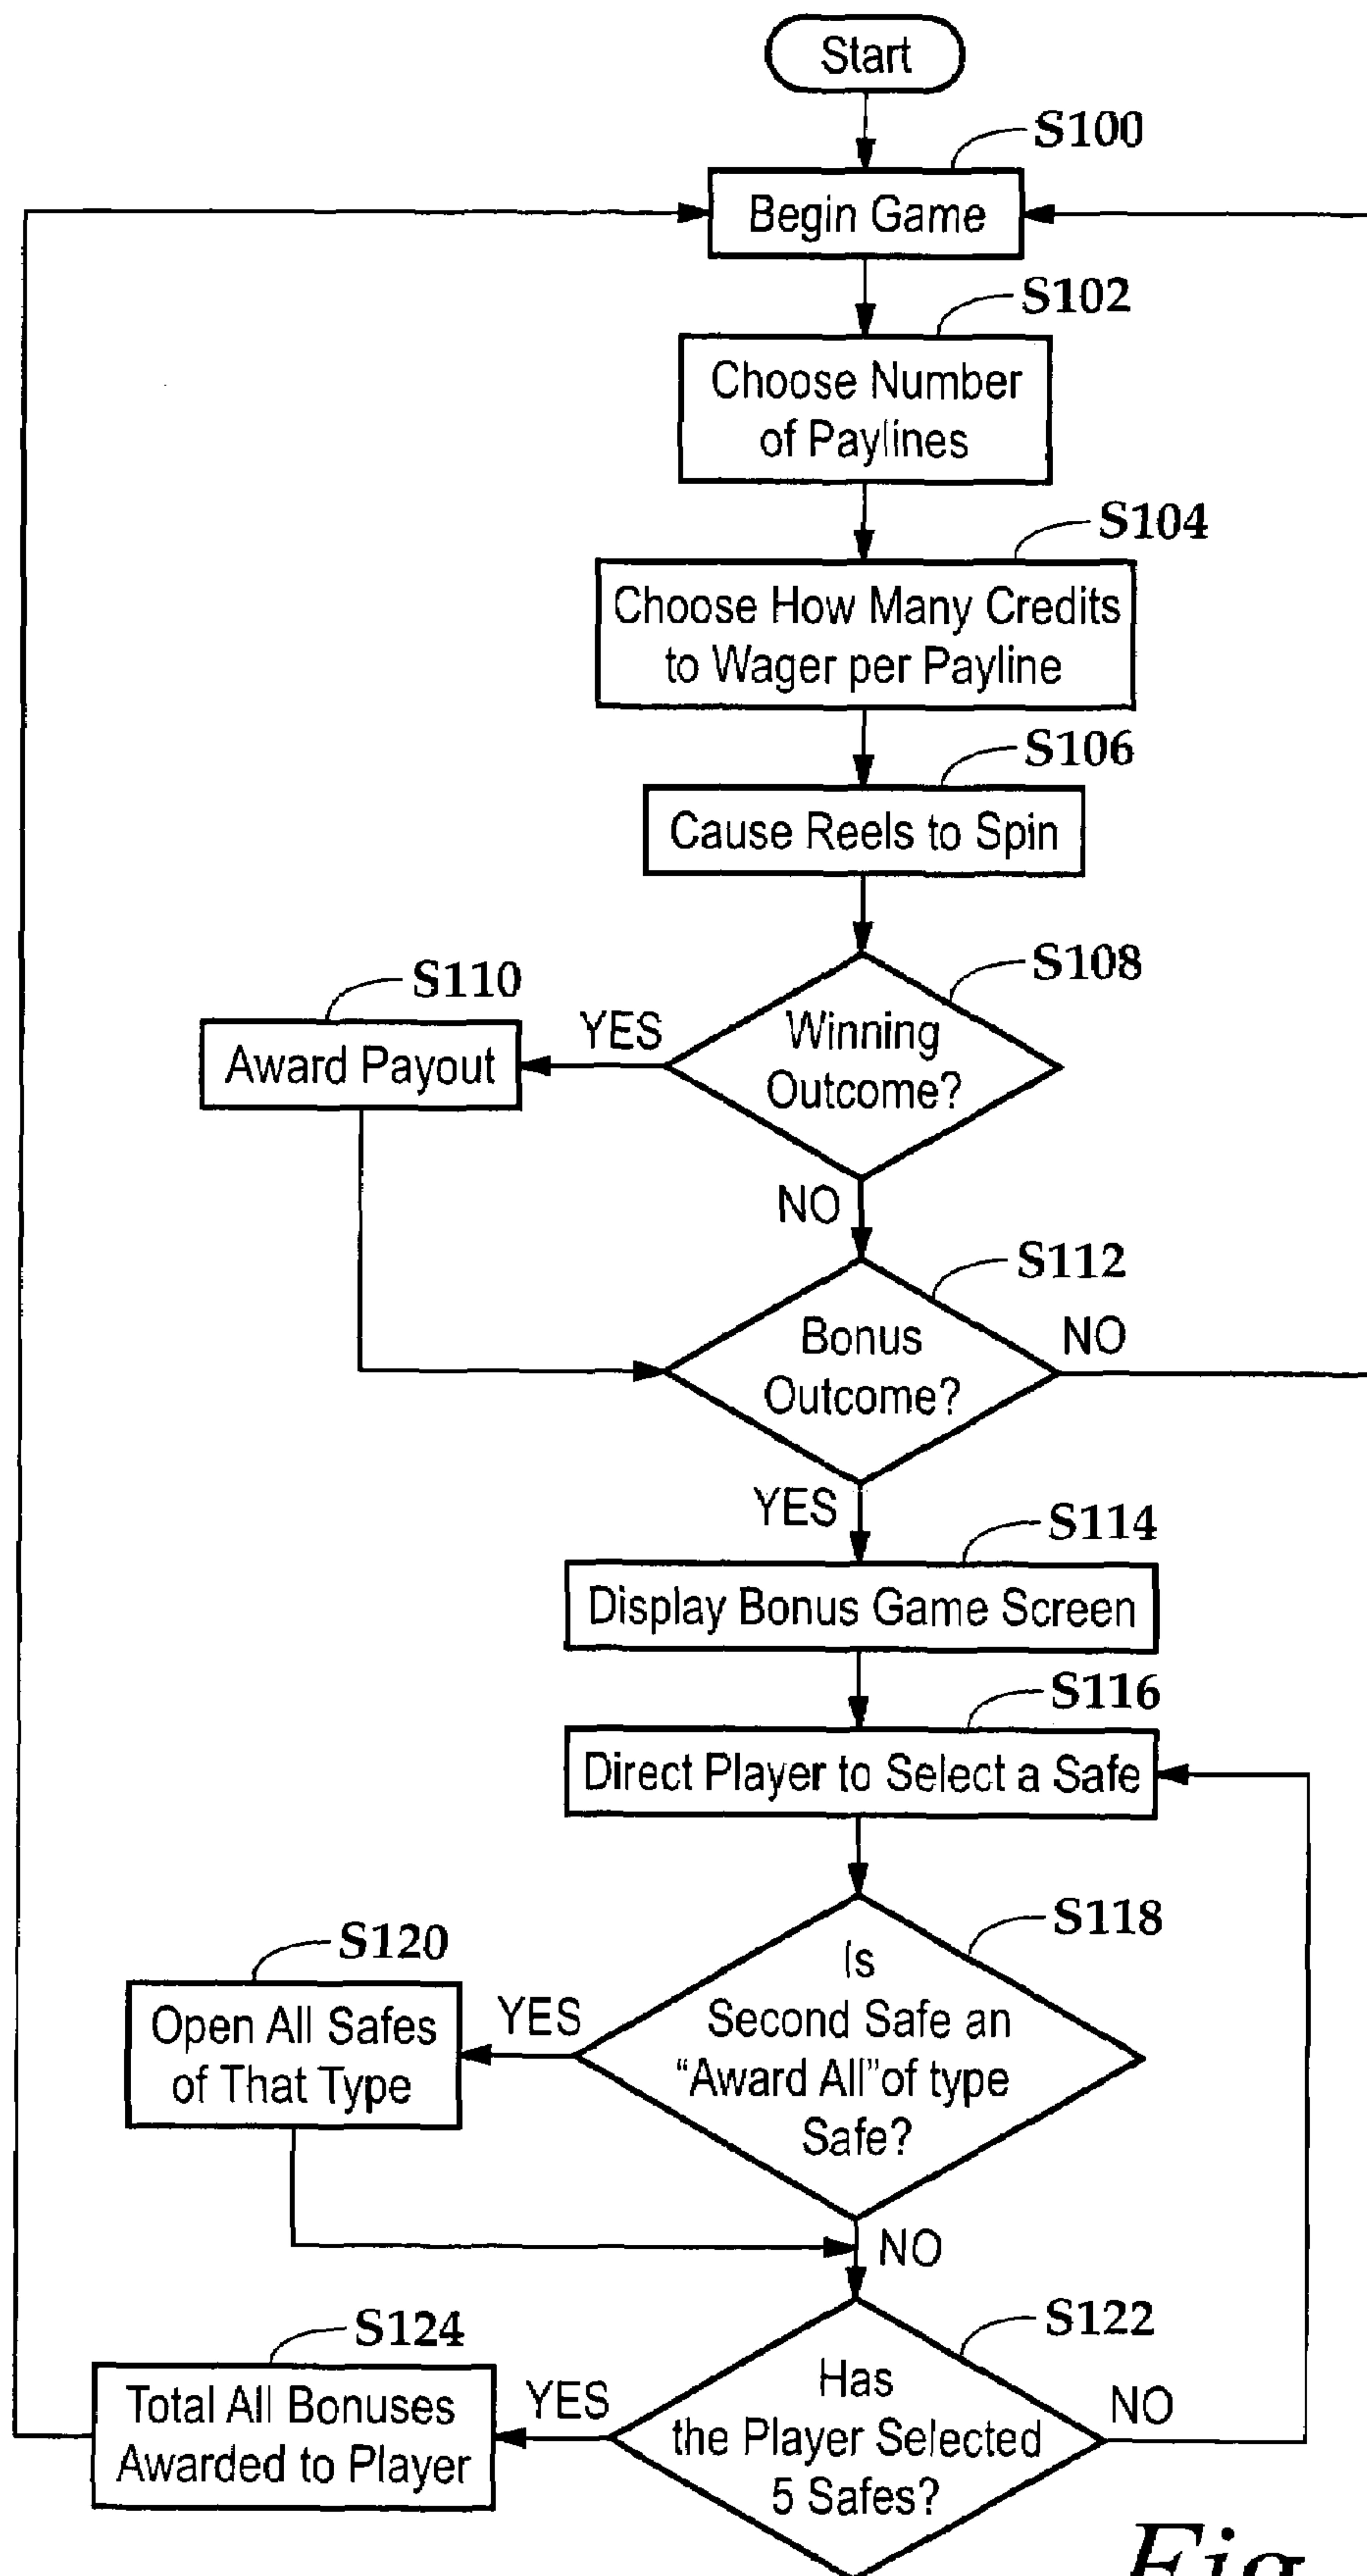 Start
S100
Begin Game
S102
Choose Number
of Paylines
S104
Choose How Many Credits
to Wager per Payline
S106
Cause Reels to Spin
S108
Winning
Outcome?
YES
S110
Award Payout
NO
S112
Bonus
Outcome?
NO
YES
S114
Display Bonus Game Screen
S116
Direct Player to Select a Safe
S118
Is
Second Safe an
“Award All”of type
Safe?
YES
S120
Open All Safes
of That Type
NO
S122
Has
the Player Selected
5 Safes?
NO
YES
S124
Total All Bonuses
Awarded to Player
Fig